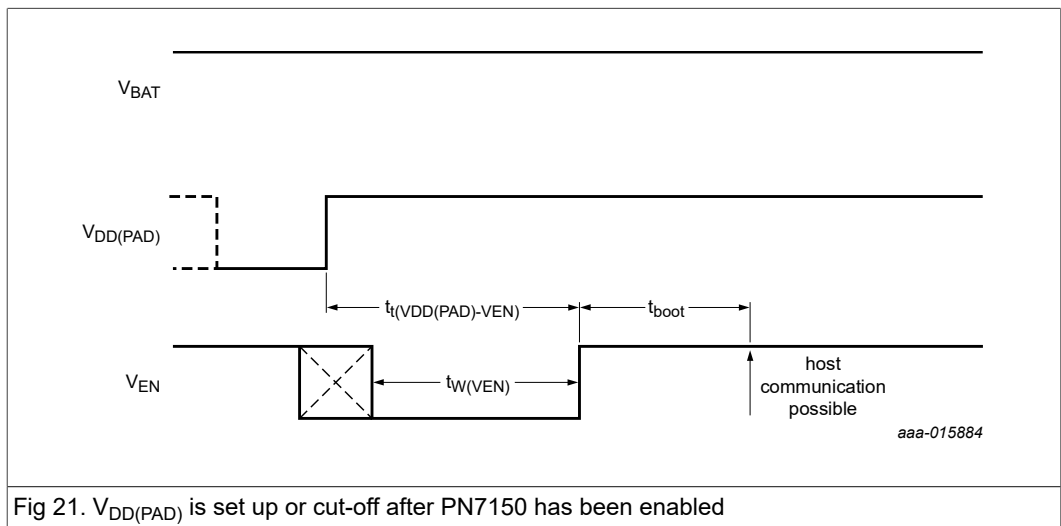 VBAT
VDD(PAD)
tt(VDD(PAD)-VEN)
tboot
VEN
tW(VEN)
host
communication
possible
aaa-015884
Fig 21. VDD(PAD) is set up or cut-off after PN7150 has been enabled